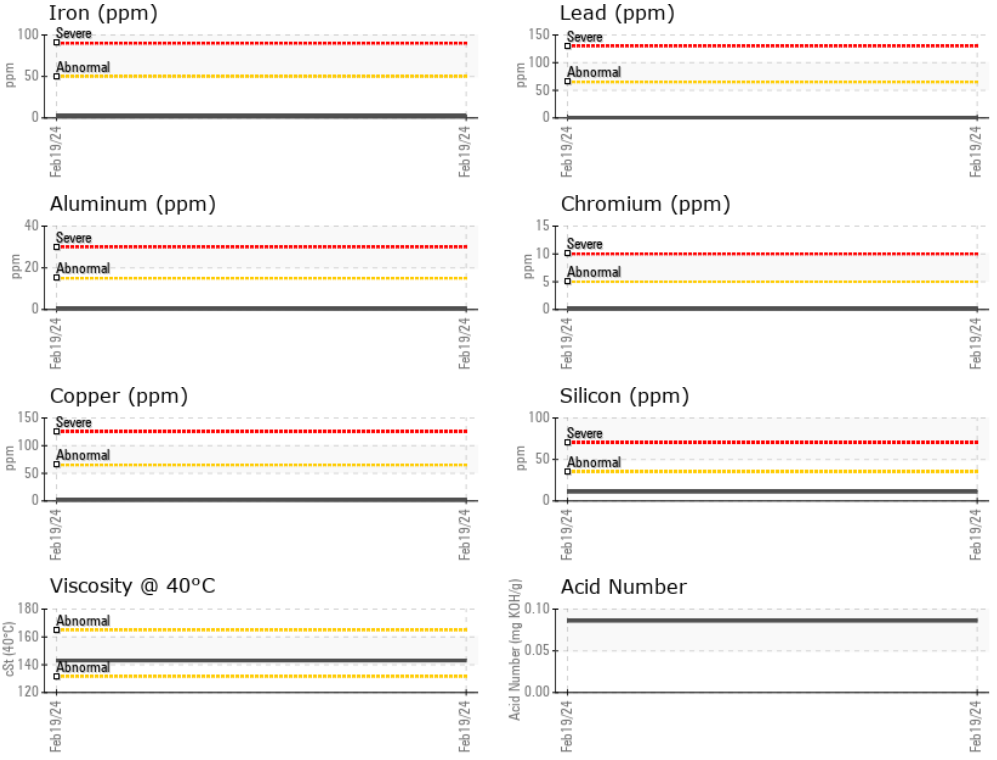 Iron (ppm)
ppm
100
50
0
Severe
Abnormal
Feb19/24
Feb19/24
Lead (ppm)
ppm
150
100
50
0
Severe
Abnormal
Feb19/24
Feb19/24
Aluminum (ppm)
ppm
40
20
0
Severe
Abnormal
Feb19/24
Feb19/24
Chromium (ppm)
ppm
15
10
5
0
Severe
Abnormal
Feb19/24
Feb19/24
Copper (ppm)
ppm
150
100
50
0
Severe
Abnormal
Feb19/24
Feb19/24
Silicon (ppm)
ppm
100
50
0
Severe
Abnormal
Feb19/24
Feb19/24
Viscosity @ 40°C
cSt (40°C)
180
160
140
120
Abnormal
Abnormal
Feb19/24
Feb19/24
Acid Number
Acid Number (mg KOH/g)
0.10
0.05
0.00
Feb19/24
Feb19/24